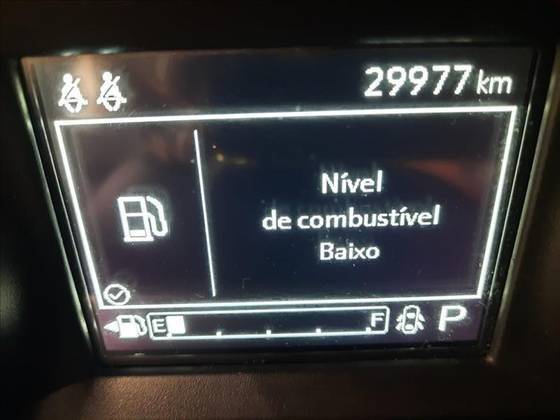 29977 km
Nível
de combustível
Baixo
E F P